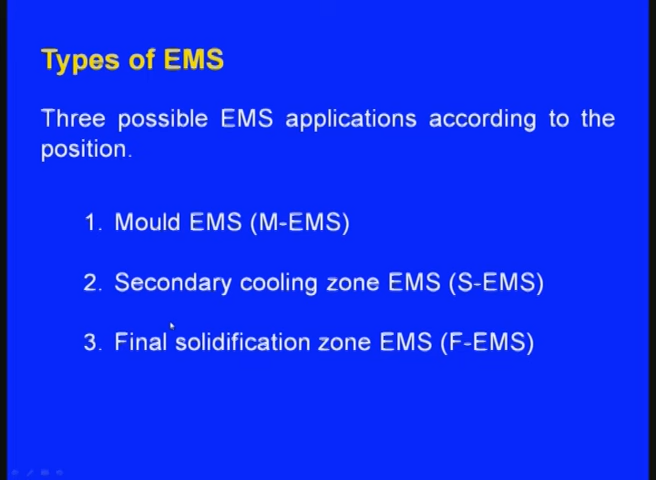 Types of EMS
Three possible EMS applications according to the
position.
1. Mould EMS (M-EMS)
2. Secondary cooling zone EMS (S-EMS)
3. Final solidification zone EMS (F-EMS)